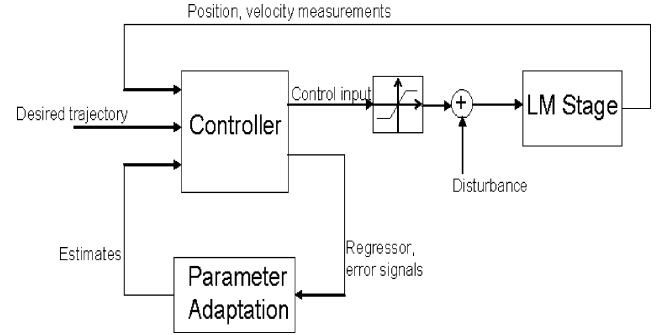 Position, velocity measurements
Desired trajectory
Controller
Control input
+
LM Stage
Disturbance
Estimates
Regressor,
error signals
Parameter
Adaptation